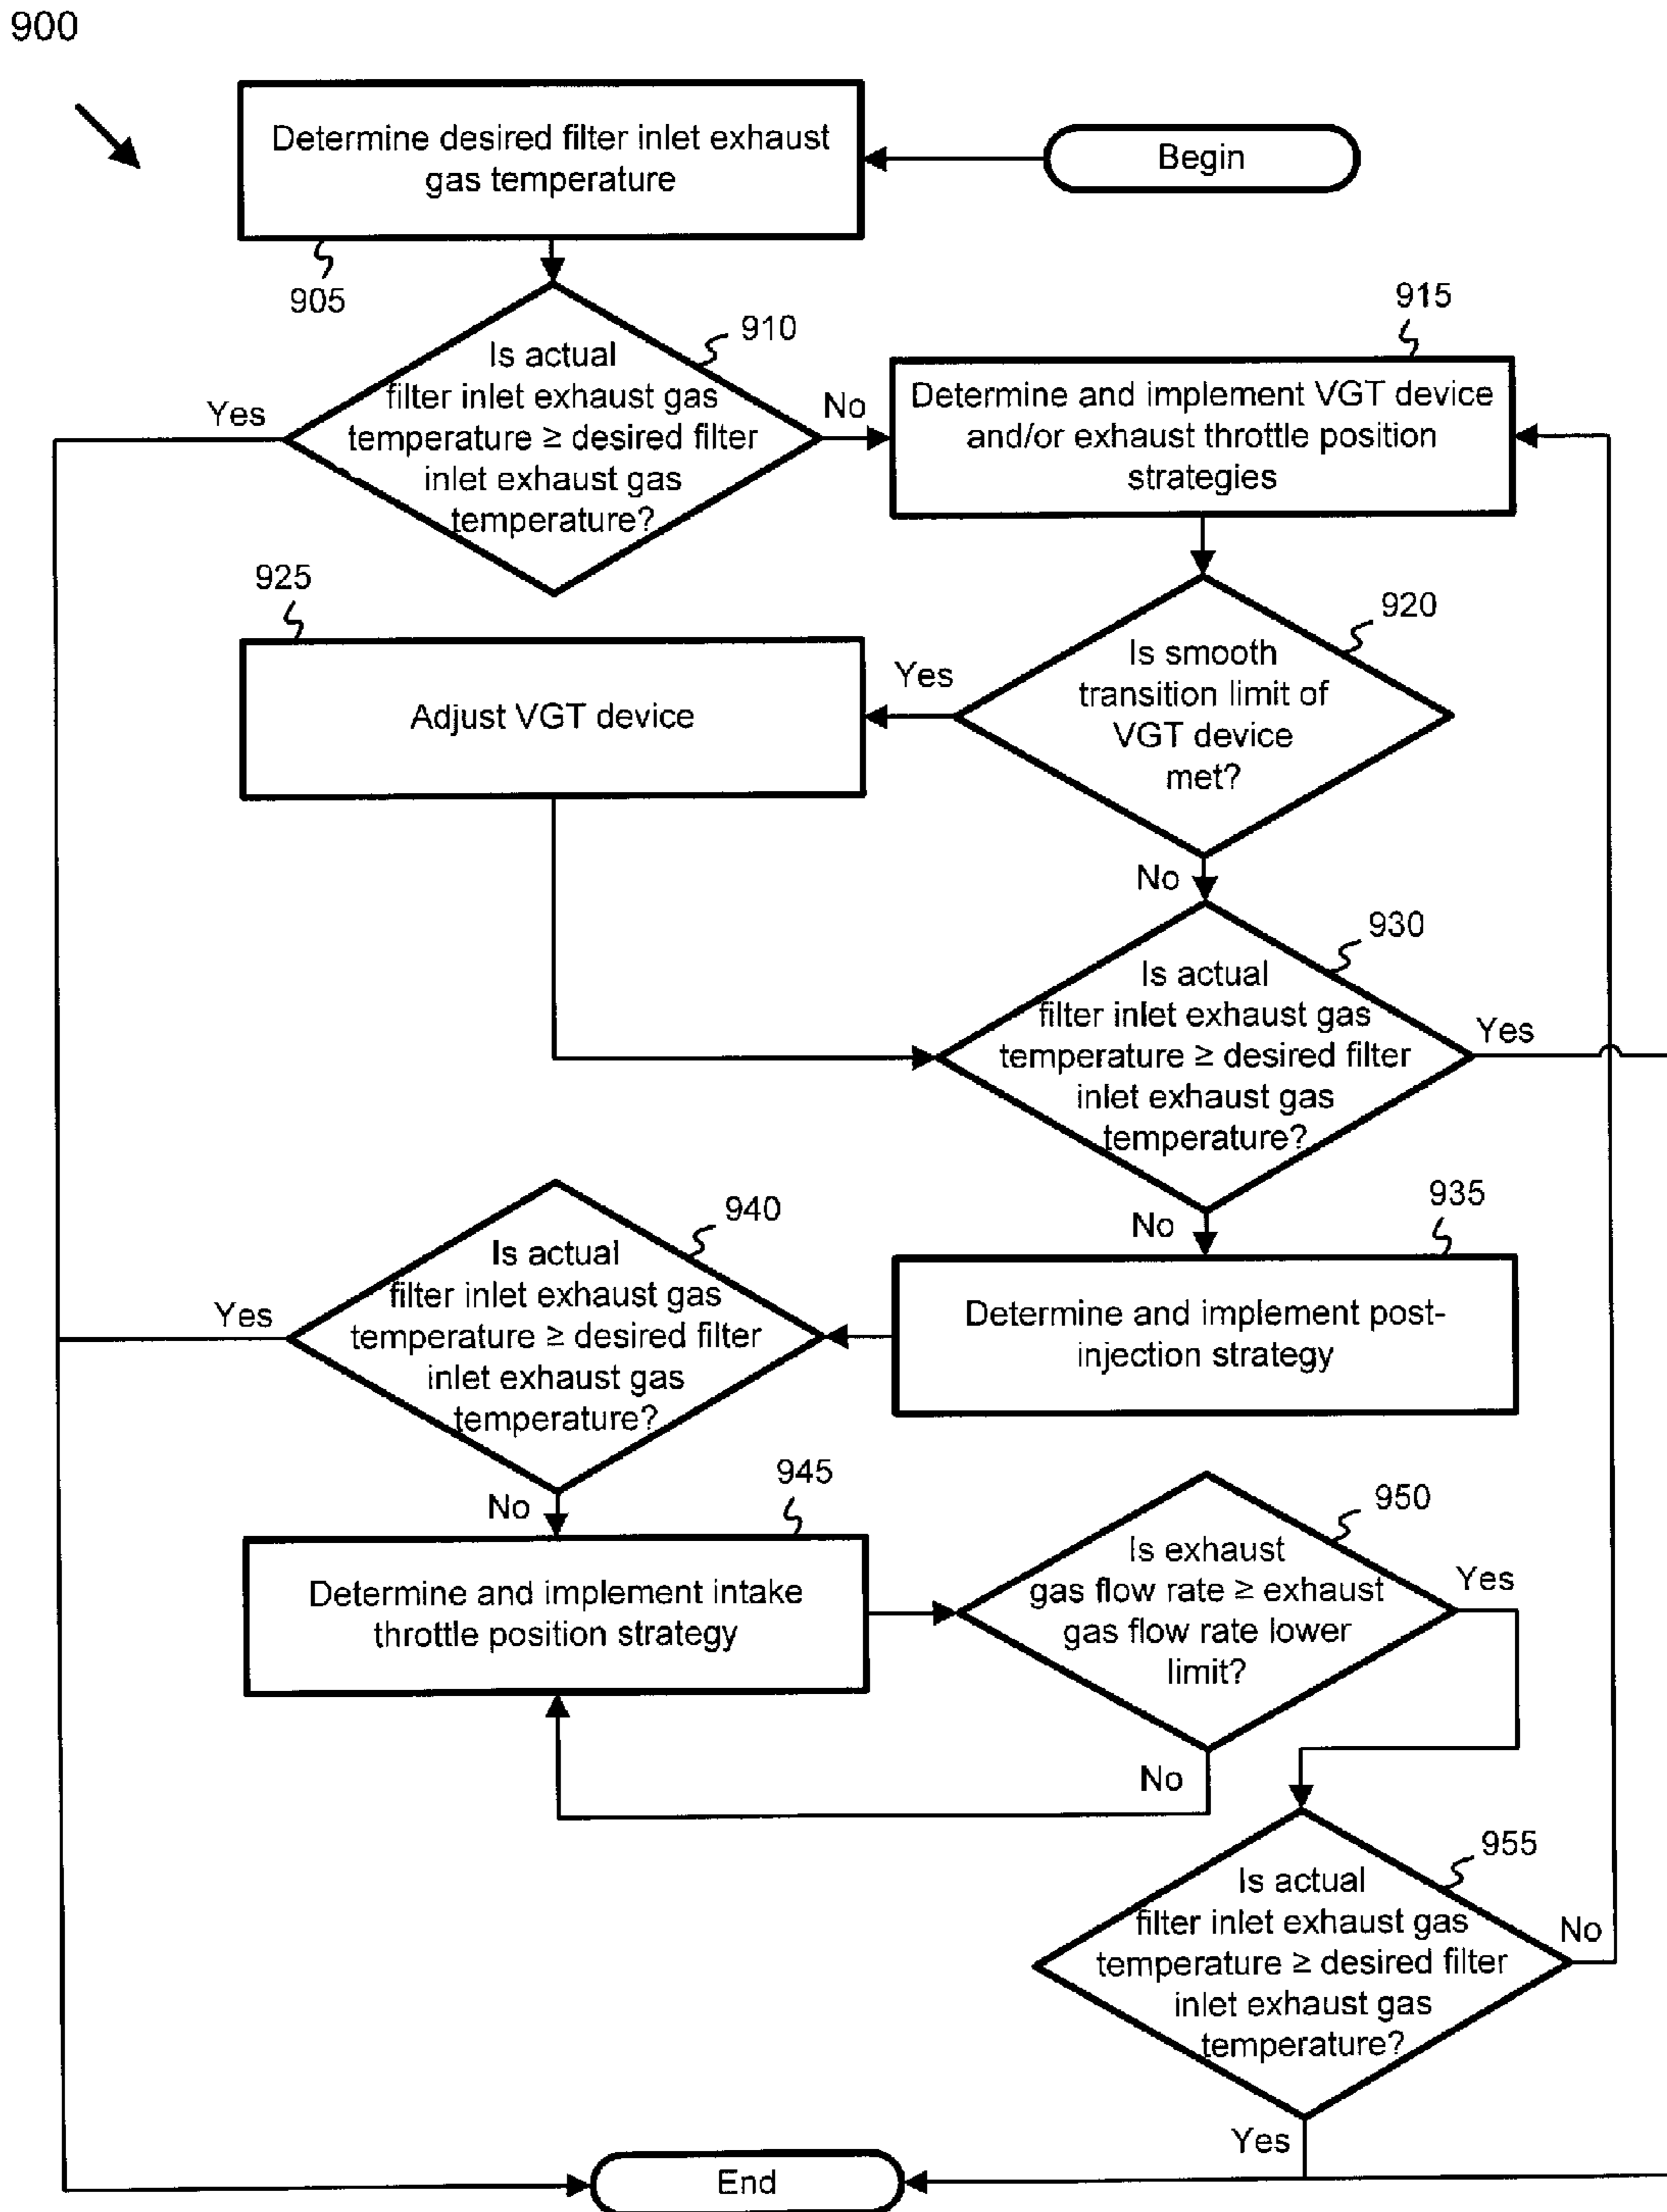 900
Determine desired filter inlet exhaust
gas temperature
Begin
905
910
Is actual
filter inlet exhaust gas
temperature ≥ desired filter
inlet exhaust gas
temperature?
Yes
No
915
Determine and implement VGT device
and/or exhaust throttle position
strategies
920
Is smooth
transition limit of
VGT device
met?
Yes
No
925
Adjust VGT device
930
Is actual
filter inlet exhaust gas
temperature ≥ desired filter
inlet exhaust gas
temperature?
Yes
No
935
Determine and implement post-
injection strategy
940
Is actual
filter inlet exhaust gas
temperature ≥ desired filter
inlet exhaust gas
temperature?
Yes
No
945
Determine and implement intake
throttle position strategy
950
Is exhaust
gas flow rate ≥ exhaust
gas flow rate lower
limit?
Yes
No
955
Is actual
filter inlet exhaust gas
temperature ≥ desired filter
inlet exhaust gas
temperature?
No
Yes
End